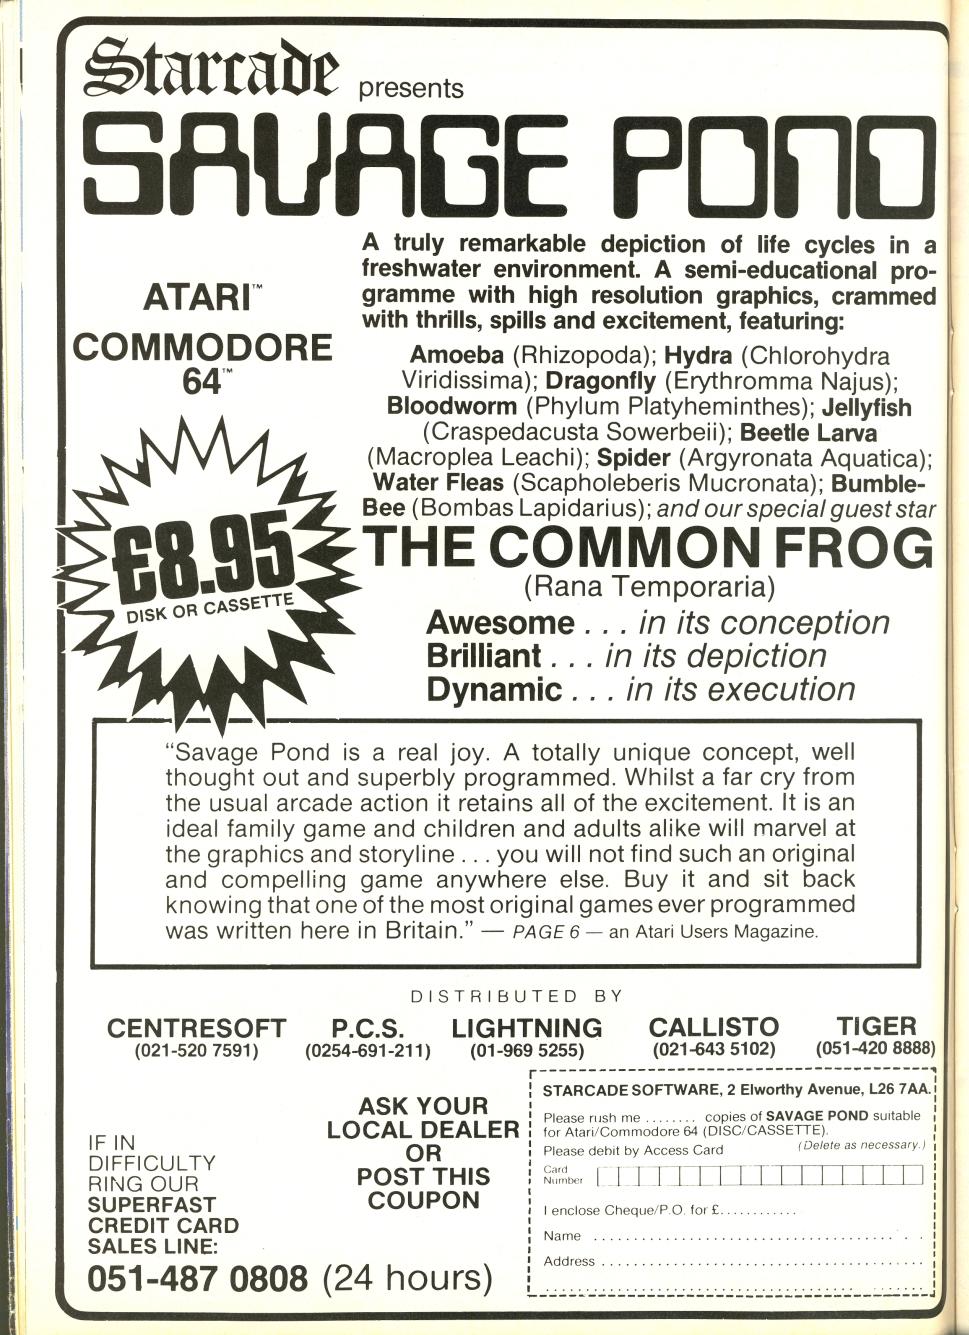 Starcade presents
SAVAGE POND
A truly remarkable depiction of life cycles in a
freshwater environment. A semi-educational pro-
gramme with high resolution graphics, crammed
with thrills, spills and excitement, featuring:
ATARI™
COMMODORE
64™
Amoeba (Rhizopoda); Hydra (Chlorohydra
Viridissima); Dragonfly (Erythromma Najus);
Bloodworm (Phylum Platyheminthes); Jellyfish
(Craspedacusta Sowerbeii); Beetle Larva
(Macroplea Leachi); Spider (Argyronata Aquatica);
Water Fleas (Scapholeberis Mucronata); Bumble-
Bee (Bombas Lapidarius); and our special guest star
THE COMMON FROG
(Rana Temporaria)
£8.95
DISK OR CASSETTE
Awesome . . . in its conception
Brilliant . . . in its depiction
Dynamic . . . in its execution
"Savage Pond is a real joy. A totally unique concept, well
thought out and superbly programmed. Whilst a far cry from
the usual arcade action it retains all of the excitement. It is an
ideal family game and children and adults alike will marvel at
the graphics and storyline . . . you will not find such an original
and compelling game anywhere else. Buy it and sit back
knowing that one of the most original games ever programmed
was written here in Britain." — PAGE 6 — an Atari Users Magazine.
DISTRIBUTED BY
CENTRESOFT P.C.S. LIGHTNING CALLISTO TIGER
(021-520 7591) (0254-691-211) (01-969 5255) (021-643 5102) (051-420 8888)
IF IN
DIFFICULTY
RING OUR
SUPERFAST
CREDIT CARD
SALES LINE:
051-487 0808 (24 hours)
ASK YOUR
LOCAL DEALER
OR
POST THIS
COUPON
STARCADE SOFTWARE, 2 Elworthy Avenue, L26 7AA.
Please rush me ........ copies of SAVAGE POND suitable
for Atari/Commodore 64 (DISC/CASSETTE).
Please debit by Access Card (Delete as necessary.)
Card
Number
I enclose Cheque/P.O. for £............
Name ..................................................
Address ..................................................